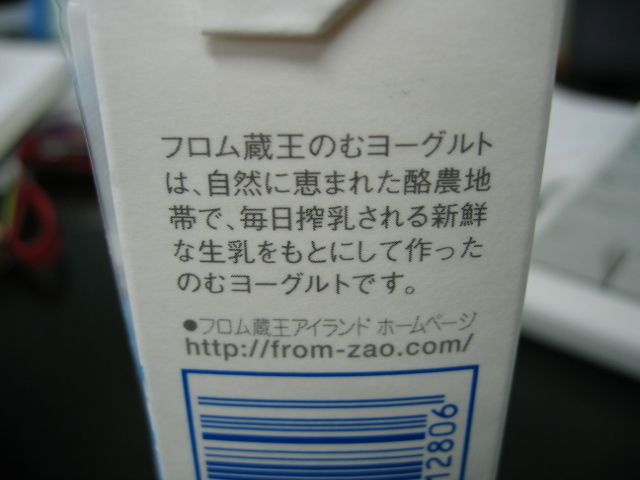 フロム蔵王のむヨーグルト
は、自然に恵まれた酪農地
帯で、毎日搾乳される新鮮
な生乳をもとにして作った
のむヨーグルトです。
●フロム蔵王アイランド ホームページ
http://from-zao.com/
12806